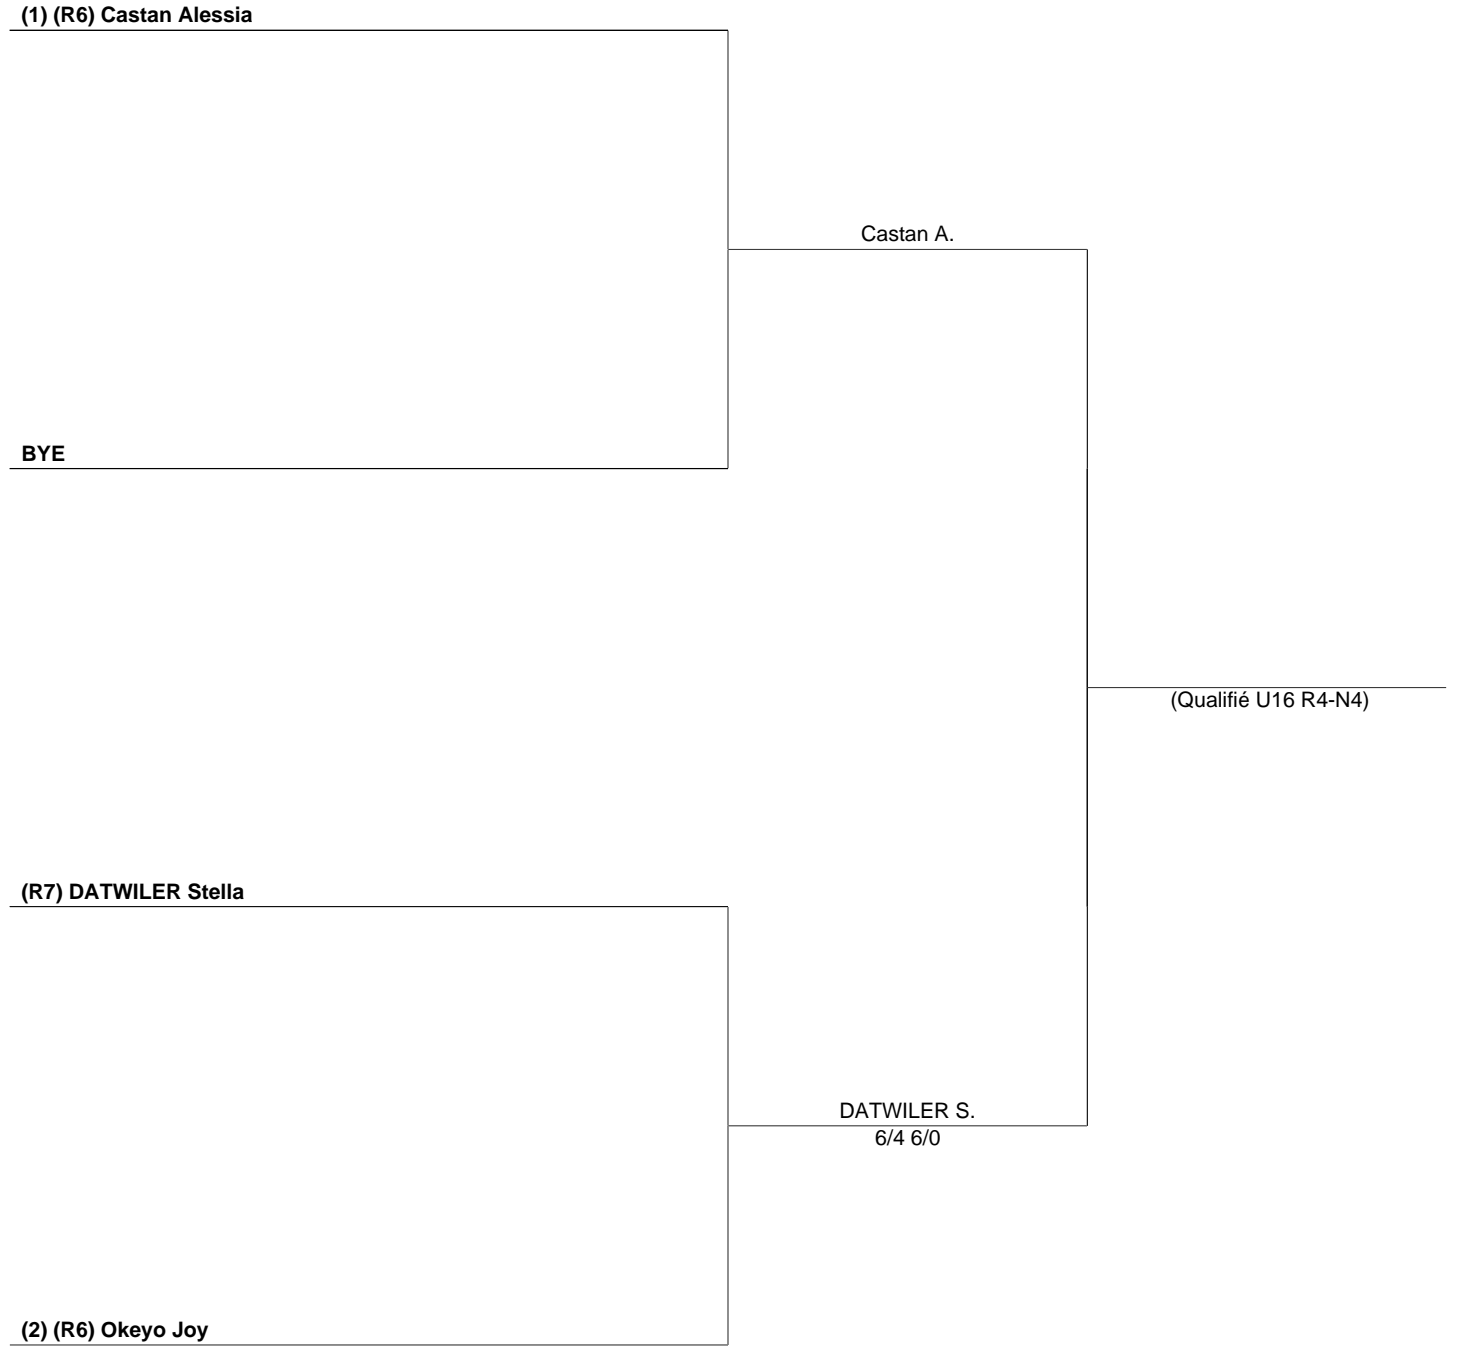 (1) (R6) Castan Alessia
Castan A.
BYE
(Qualifié U16 R4-N4)
(R7) DATWILER Stella
DATWILER S.
6/4 6/0
(2) (R6) Okeyo Joy